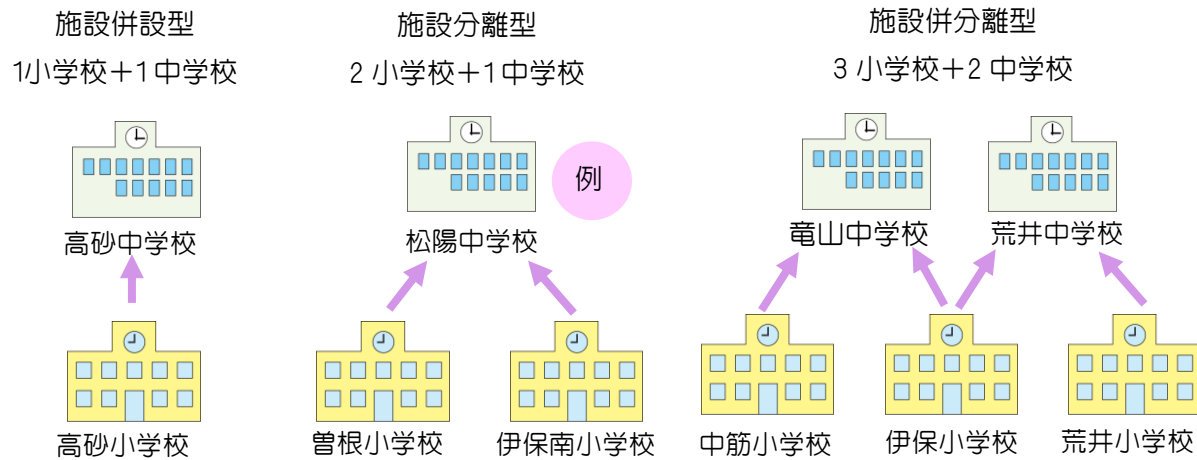 施設併設型
1小学校＋1中学校
高砂中学校
高砂小学校
施設分離型
2小学校＋1中学校
例
松陽中学校
曽根小学校
伊保南小学校
施設併分離型
3小学校＋2中学校
竜山中学校
荒井中学校
中筋小学校
伊保小学校
荒井小学校